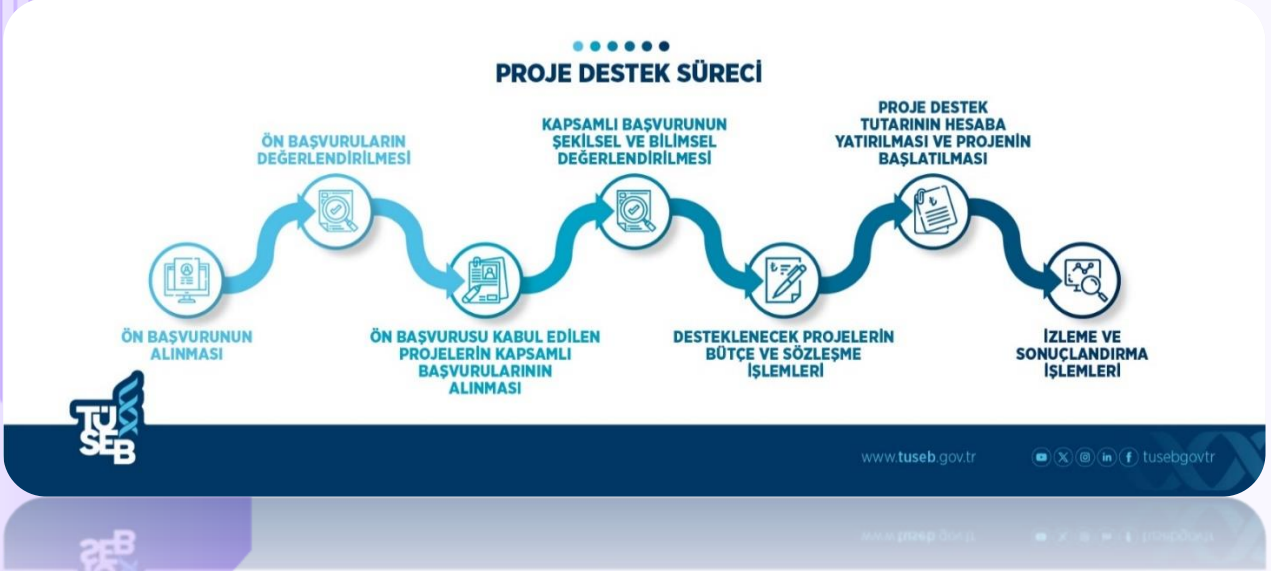 PROJE DESTEK SÜRECİ
ÖN BAŞVURUNUN
ALINMASI
ÖN BAŞVURULARIN
DEĞERLENDİRİLMESİ
ÖN BAŞVURUSU KABUL EDİLEN
PROJELERİN KAPSAMLI
BAŞVURULARININ
ALINMASI
KAPSAMLI BAŞVURUNUN
ŞEKİLSEL VE BİLİMSEL
DEĞERLENDİRİLMESİ
DESTEKLENECEK PROJELERİN
BÜTÇE VE SÖZLEŞME
İŞLEMLERİ
PROJE DESTEK
TUTARININ HESABA
YATIRILMASI VE PROJENİN
BAŞLATILMASI
İZLEME VE
SONUÇLANDIRMA
İŞLEMLERİ
TÜ
SEB
www.tuseb.gov.tr
tusebgovtr